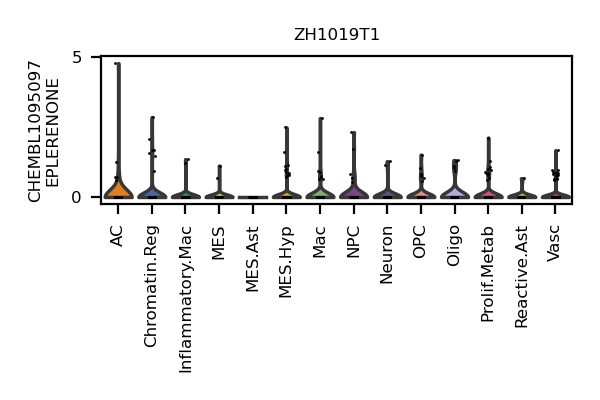 ZH1019T1
CHEMBL1095097
EPLERENONE
5
0
AC
Chromatin.Reg
Inflammatory.Mac
MES
MES.Ast
MES.Hyp
Mac
NPC
Neuron
OPC
Oligo
Prolif.Metab
Reactive.Ast
Vasc